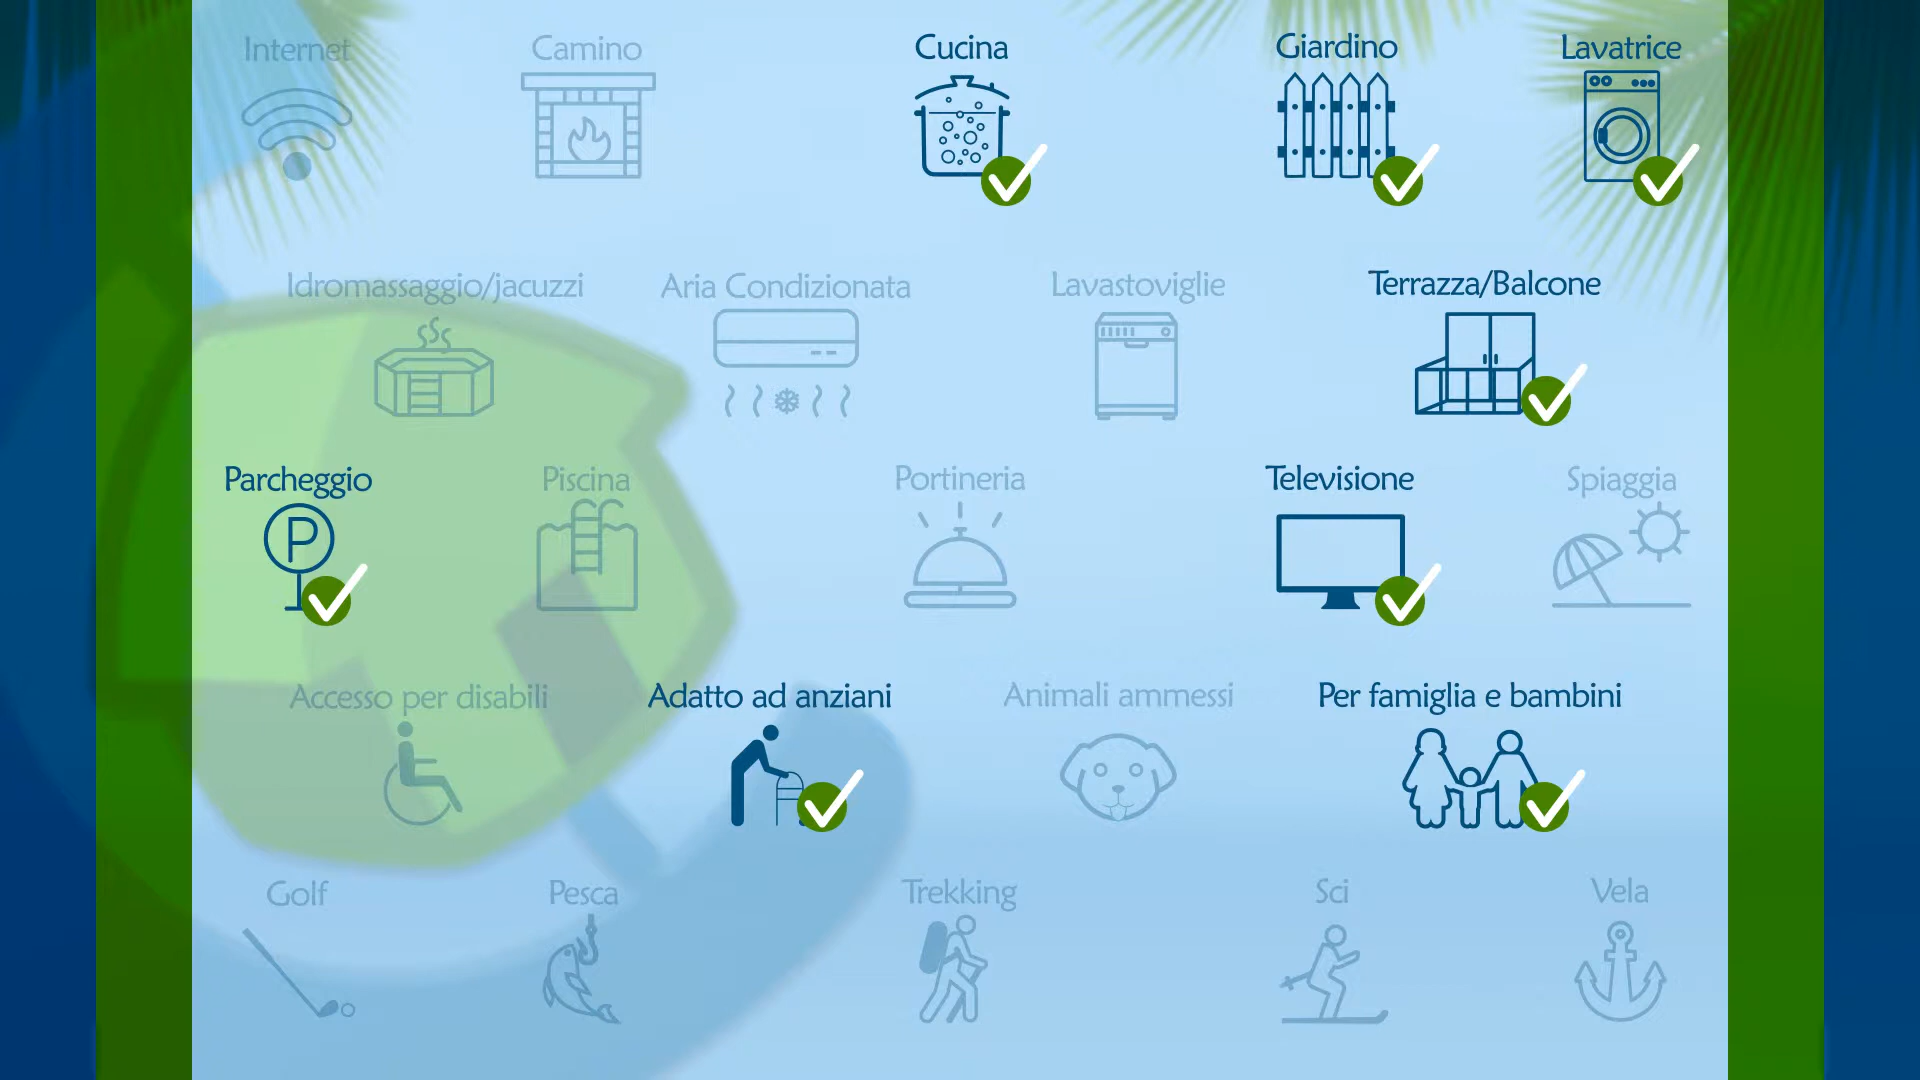 Internet
Camino
Cucina
Giardino
Lavatrice
Idromassaggio/jacuzzi
Aria Condizionata
Lavastoviglie
Terrazza/Balcone
Parcheggio
P
Piscina
Portineria
Televisione
Spiaggia
Accesso per disabili
Adatto ad anziani
Animali ammessi
Per famiglia e bambini
Golf
Pesca
Trekking
Sci
Vela